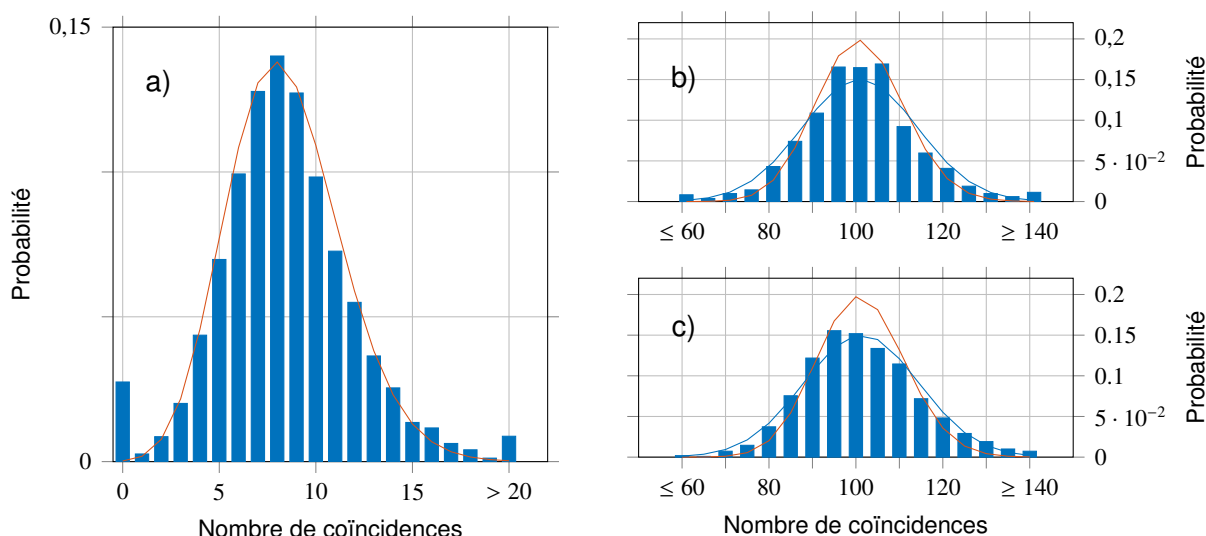 0,15
a)
Probabilité
0
0
5
10
15
> 20
Nombre de coïncidences
b)
0,2
0,15
0,1
5 · 10⁻²
0
Probabilité
≤ 60
80
100
120
≥ 140
c)
0.2
0.15
0.1
5 · 10⁻²
0
Probabilité
≤ 60
80
100
120
≥ 140
Nombre de coïncidences